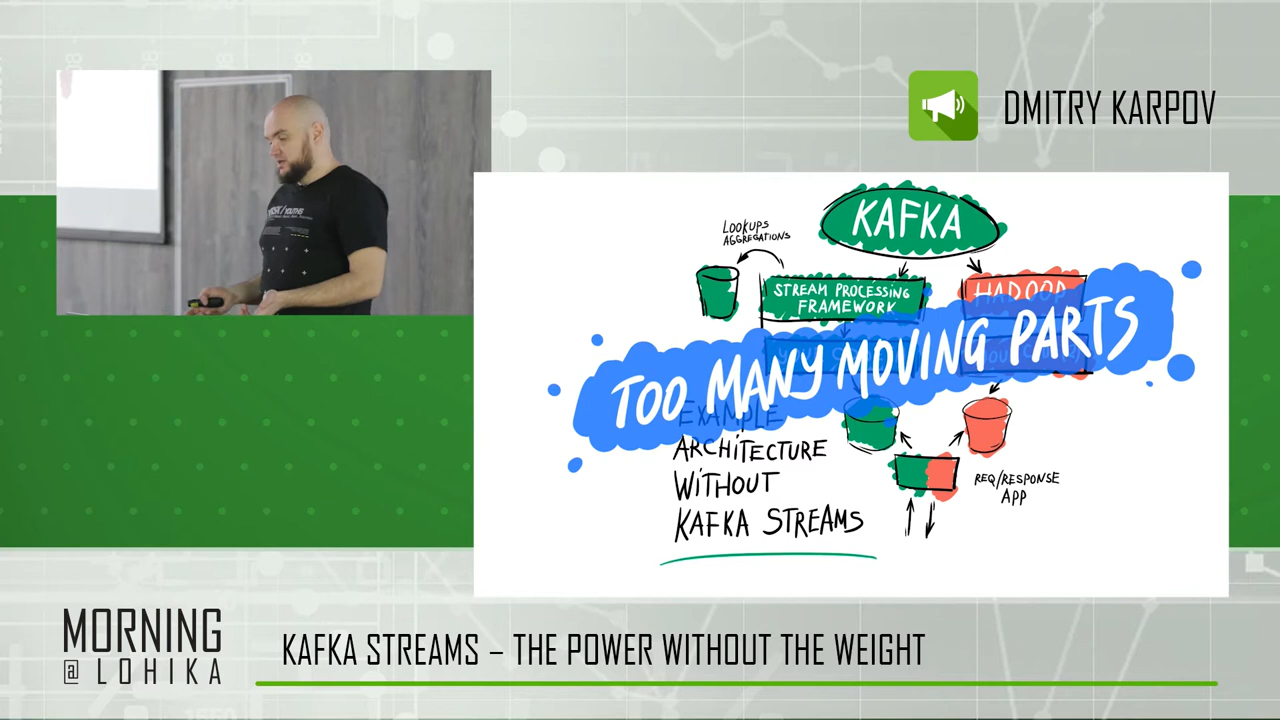 DMITRY KARPOV
KAFKA
LOOKUPS
AGGREGATIONS
STREAM PROCESSING
FRAMEWORK
HADOOP
TOO MANY MOVING PARTS
EXAMPLE
ARCHITECTURE
WITHOUT
KAFKA STREAMS
REQ/RESPONSE
APP
MORNING
@ LOHIKA
KAFKA STREAMS – THE POWER WITHOUT THE WEIGHT